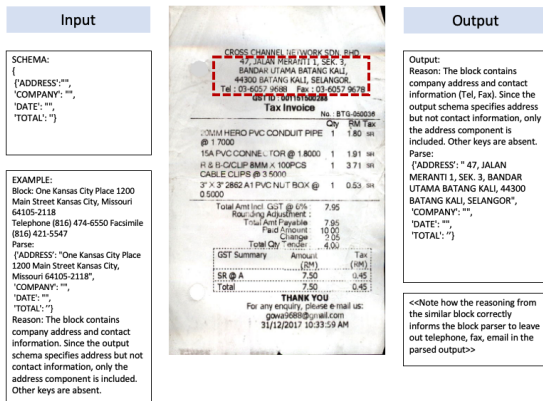 Input
SCHEMA:
{
{'ADDRESS':"",
'COMPANY': "",
'DATE': "",
'TOTAL': "}
EXAMPLE:
Block: One Kansas City Place 1200
Main Street Kansas City, Missouri
64105-2118
Telephone (816) 474-6550 Facsimile
(816) 421-5547
Parse:
{'ADDRESS': "One Kansas City Place
1200 Main Street Kansas City,
Missouri 64105-2118",
'COMPANY': "",
'DATE': "",
'TOTAL': ''}
Reason: The block contains
company address and contact
information. Since the output
schema specifies address but not
contact information, only the
address component is included.
Other keys are absent.
CROSS CHANNEL NETWORK SDN. BHD.
47, JALAN MERANTI 1, SEK. 3,
BANDAR UTAMA BATANG KALI,
44300 BATANG KALI, SELANGOR.
Tel : 03-6057 9688 Fax : 03-6057 9678
GST ID : 001161500288
Tax Invoice
No.: BTG-050036
Qty RM Tax
20MM HERO PVC CONDUIT PIPE 1 1.80 SR
@ 1.7000
15A PVC CONNECTOR @ 1.8000 1 1.91 SR
R & B-G/CLIP 8MM X 100PCS 1 3.71 SR
CABLE CLIPS @ 3.5000
3" X 3" 2862 A1 PVC NUT BOX @ 1 0.53 SR
0.5000
Total Amt Incl. GST @ 6% 7.95
Rounding Adjustment :
Total Amt Payable 7.95
Paid Amount 10.00
Change 2.05
Total Qty Tender 4.00
GST Summary Amount Tax
(RM) (RM)
SR @ A 7.50 0.45
Total 7.50 0.45
THANK YOU
For any enquiry, please e-mail us:
gowa9688@gmail.com
31/12/2017 10:33:59 AM
Output
Output:
Reason: The block contains
company address and contact
information (Tel, Fax). Since the
output schema specifies address
but not contact information, only
the address component is
included. Other keys are absent.
Parse:
{'ADDRESS': " 47, JALAN
MERANTI 1, SEK. 3, BANDAR
UTAMA BATANG KALI, 44300
BATANG KALI, SELANGOR",
'COMPANY': "",
'DATE': "",
'TOTAL': ''}
<<Note how the reasoning from
the similar block correctly
informs the block parser to leave
out telephone, fax, email in the
parsed output>>